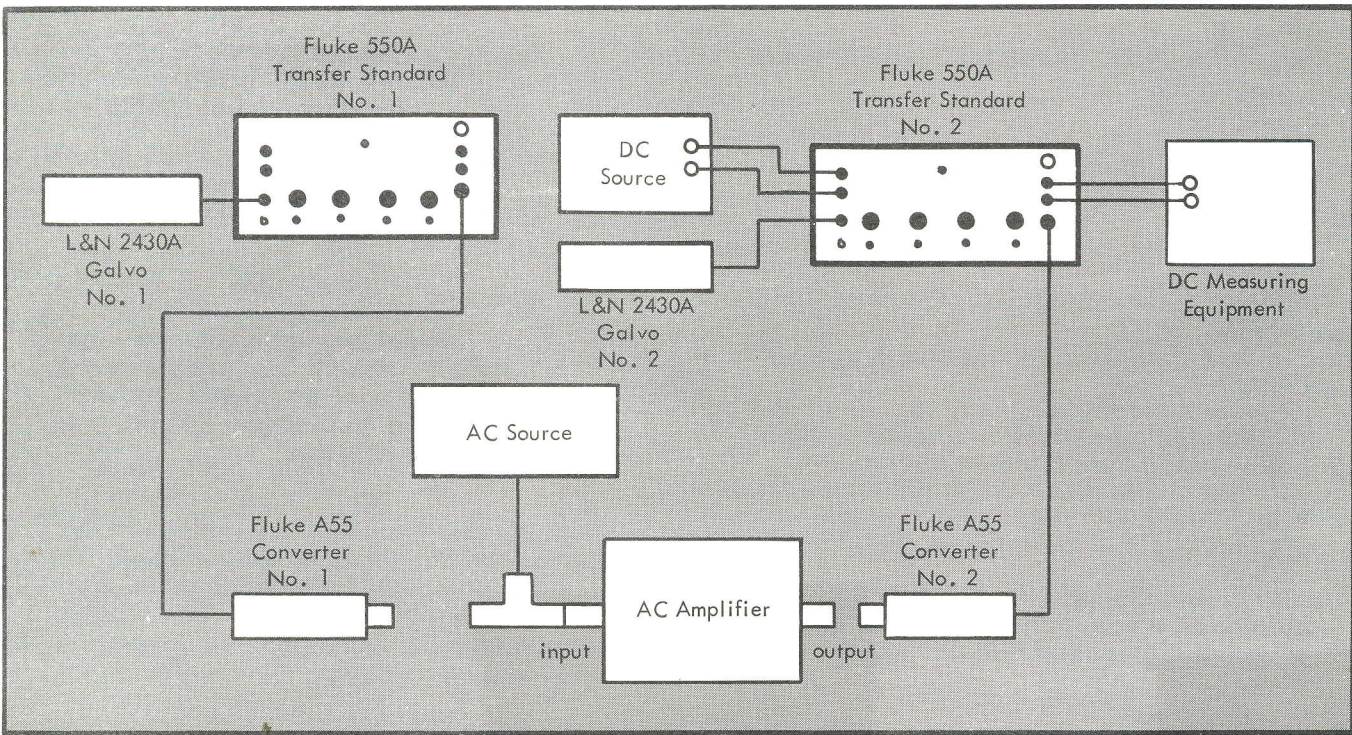 Fluke 550A
Transfer Standard
No. 1
Fluke 550A
Transfer Standard
No. 2
DC
Source
L&N 2430A
Galvo
No. 1
L&N 2430A
Galvo
No. 2
DC Measuring
Equipment
AC Source
Fluke A55
Converter
No. 1
Fluke A55
Converter
No. 2
AC Amplifier
input
output